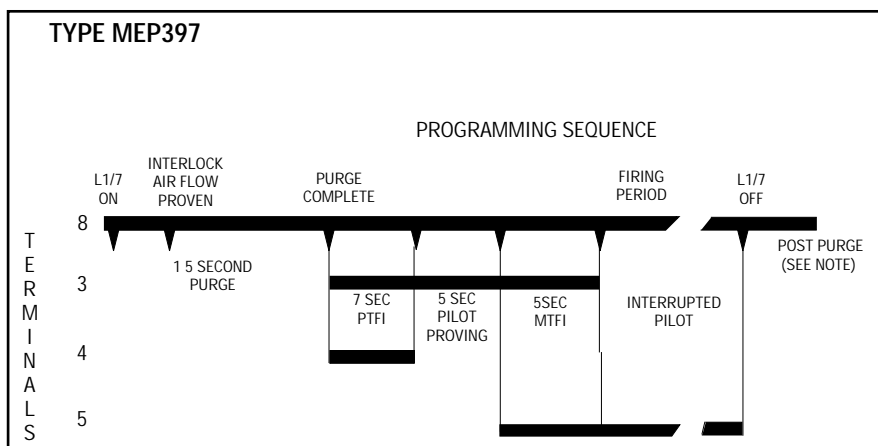 TYPE MEP397
PROGRAMMING SEQUENCE
L1/7
ON
INTERLOCK
AIR FLOW
PROVEN
PURGE
COMPLETE
FIRING
PERIOD
L1/7
OFF
8
1 5 SECOND
PURGE
POST PURGE
(SEE NOTE)
3
7 SEC
PTFI
5 SEC
PILOT
PROVING
5SEC
MTFI
INTERRUPTED
PILOT
4
5
TERMINALS